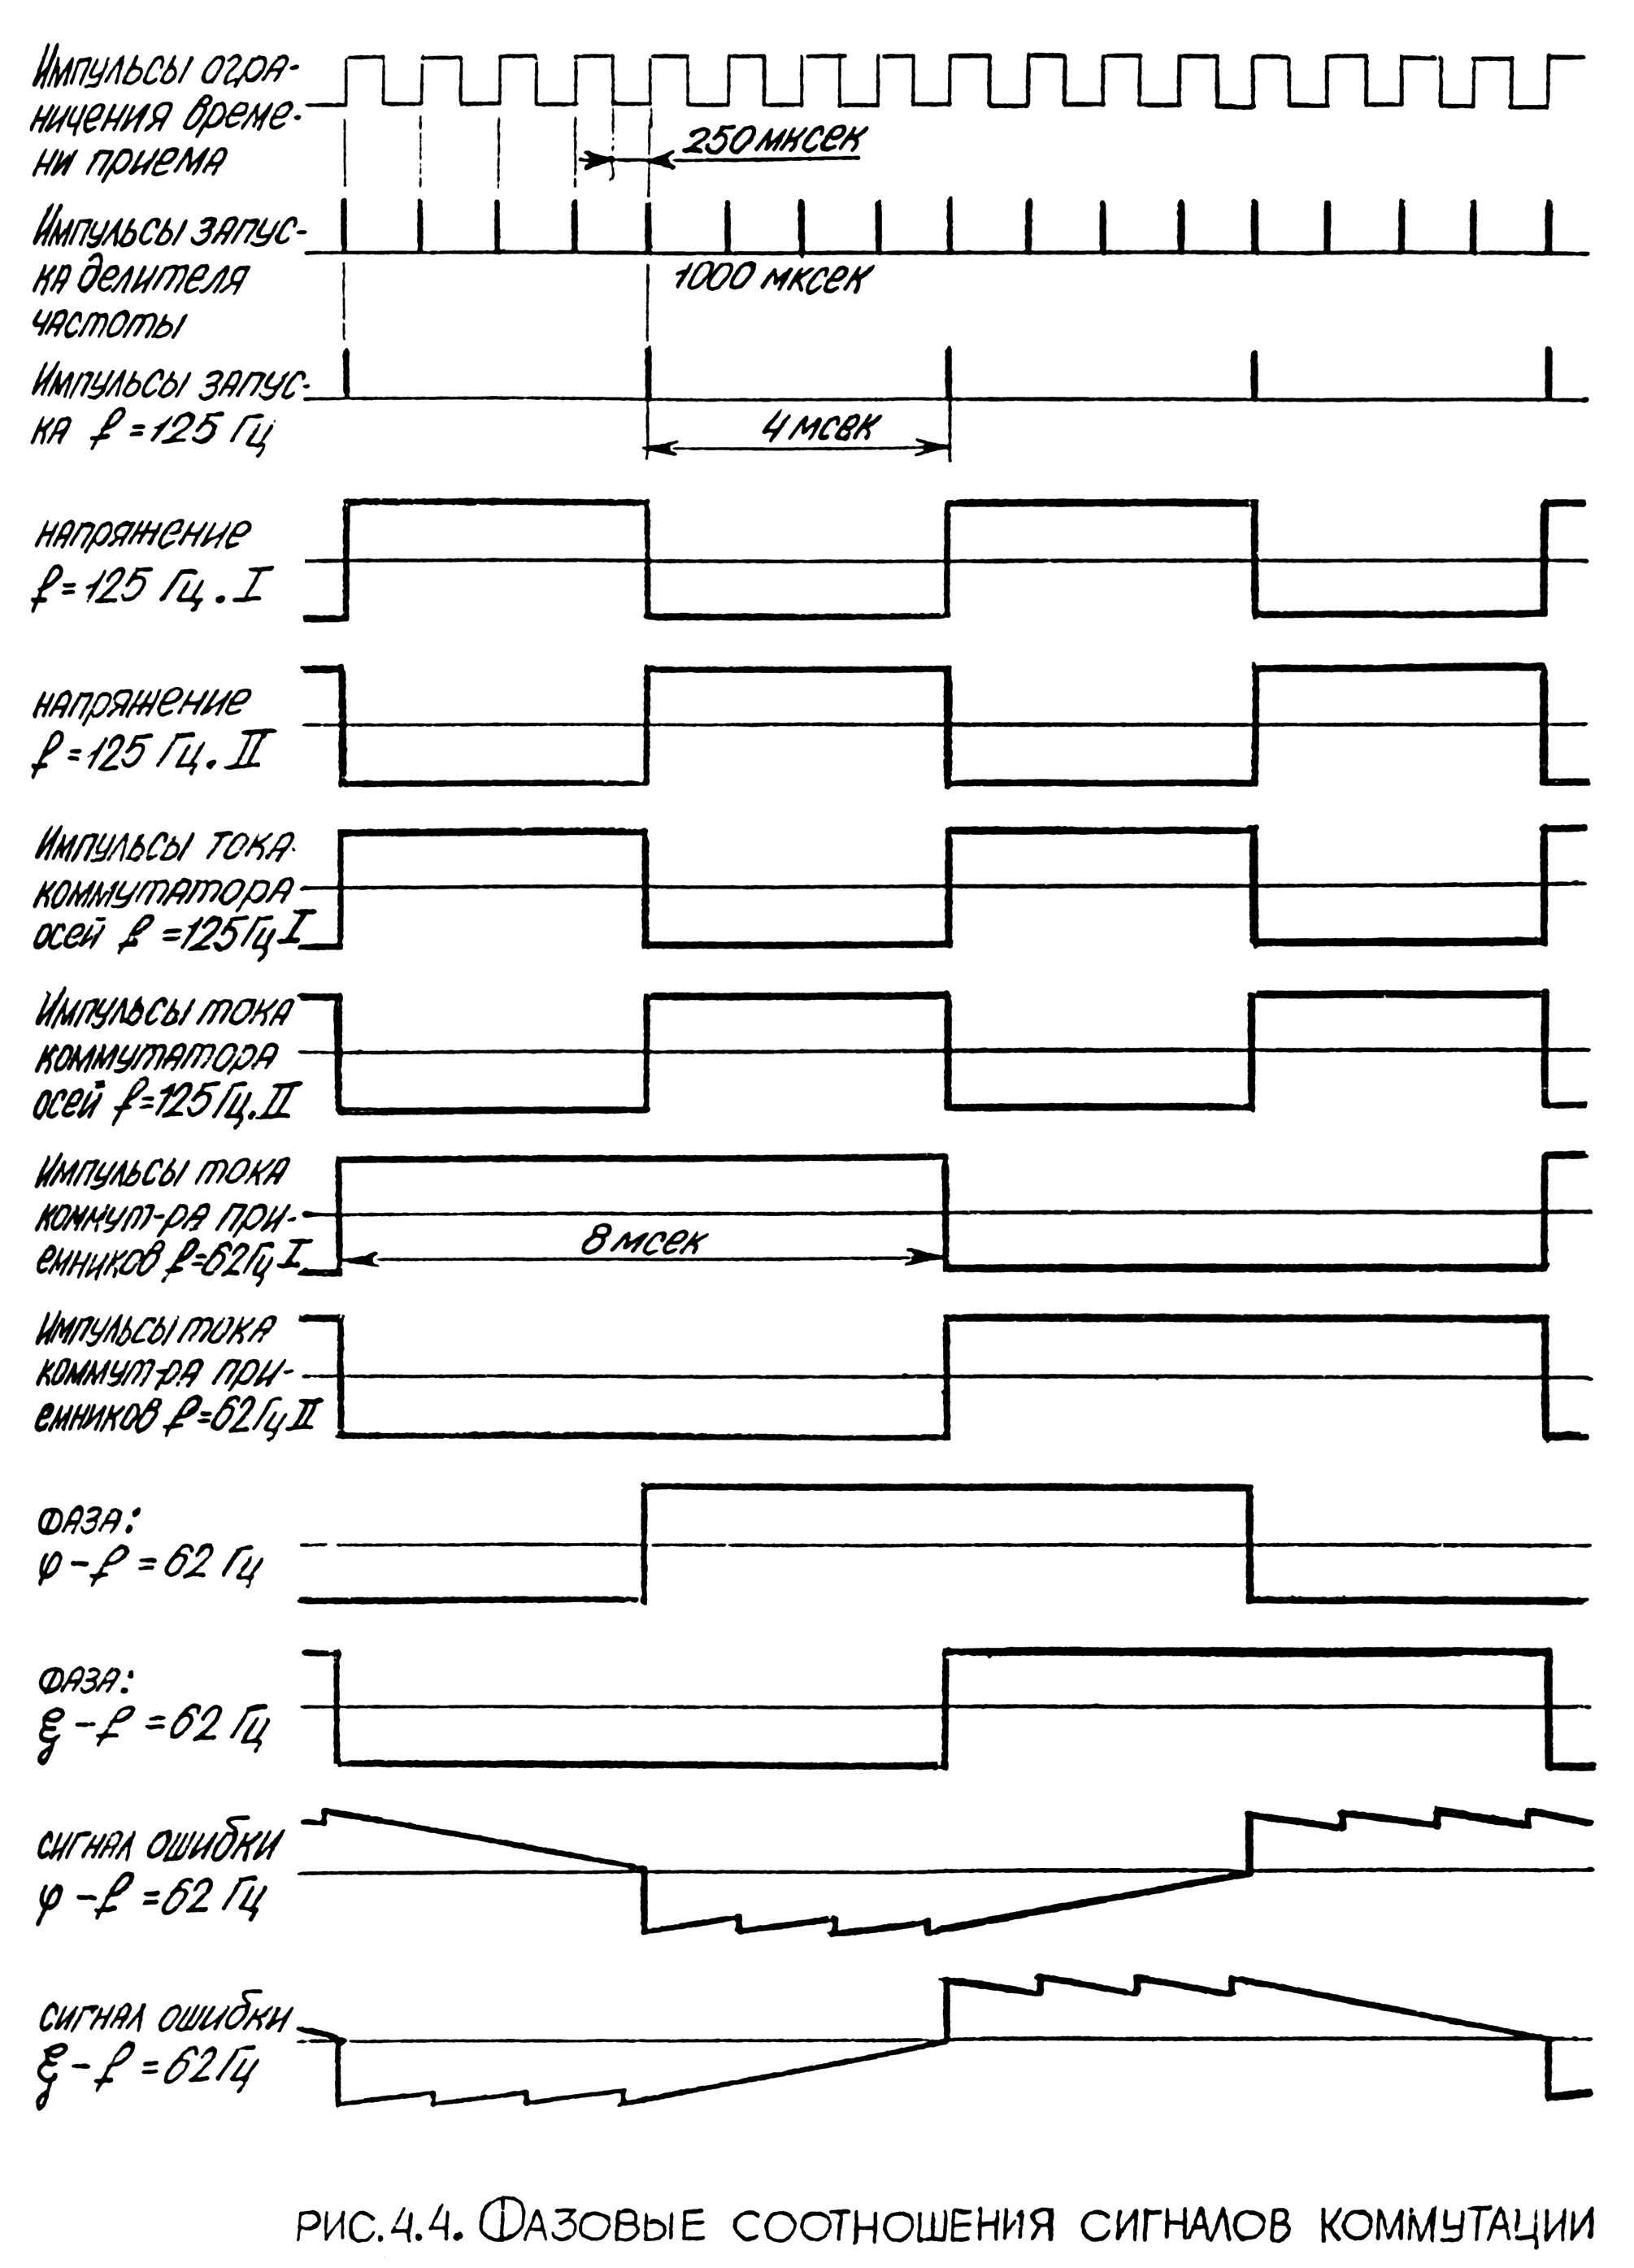 Импульсы огра-
ничения време-
ни приема
250 мксек
Импульсы запус-
ка делителя
частоты
1000 мксек
Импульсы запус-
ка f = 125 Гц
4 мсек
напряжение
f = 125 Гц. I
напряжение
f = 125 Гц. II
Импульсы тока
коммутатора
осей f = 125 Гц I
Импульсы тока
коммутатора
осей f = 125 Гц. II
Импульсы тока
коммут-ра при-
емников f = 62 Гц I
8 мсек
Импульсы тока
коммут-ра при-
емников f = 62 Гц II
фаза:
φ - f = 62 Гц
фаза:
ξ - f = 62 Гц
сигнал ошибки
φ - f = 62 Гц
сигнал ошибки
ξ - f = 62 Гц
Рис. 4.4. Фазовые соотношения сигналов коммутации